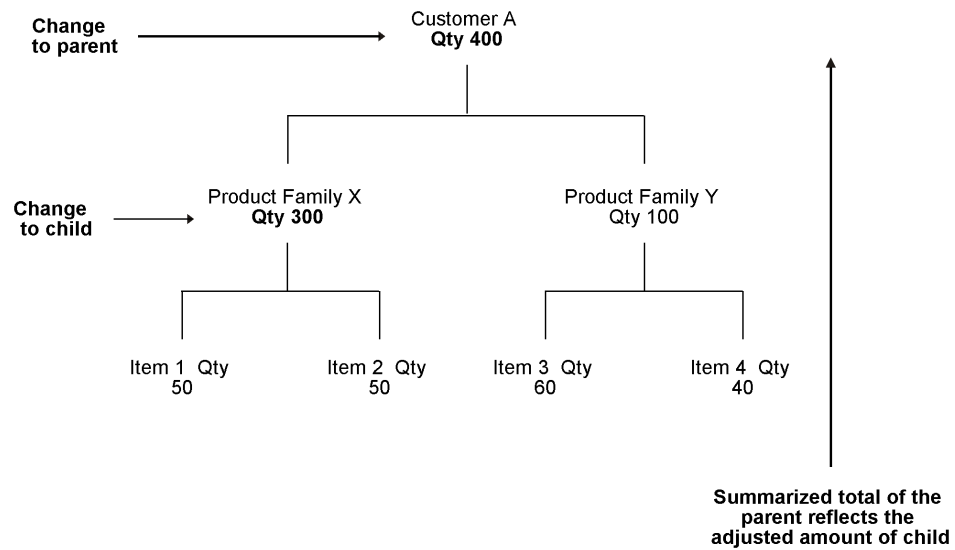 Change
to parent
Customer A
Qty 400
Product Family X
Qty 300
Product Family Y
Qty 100
Change
to child
Item 1 Qty
50
Item 2 Qty
50
Item 3 Qty
60
Item 4 Qty
40
Summarized total of the
parent reflects the
adjusted amount of child